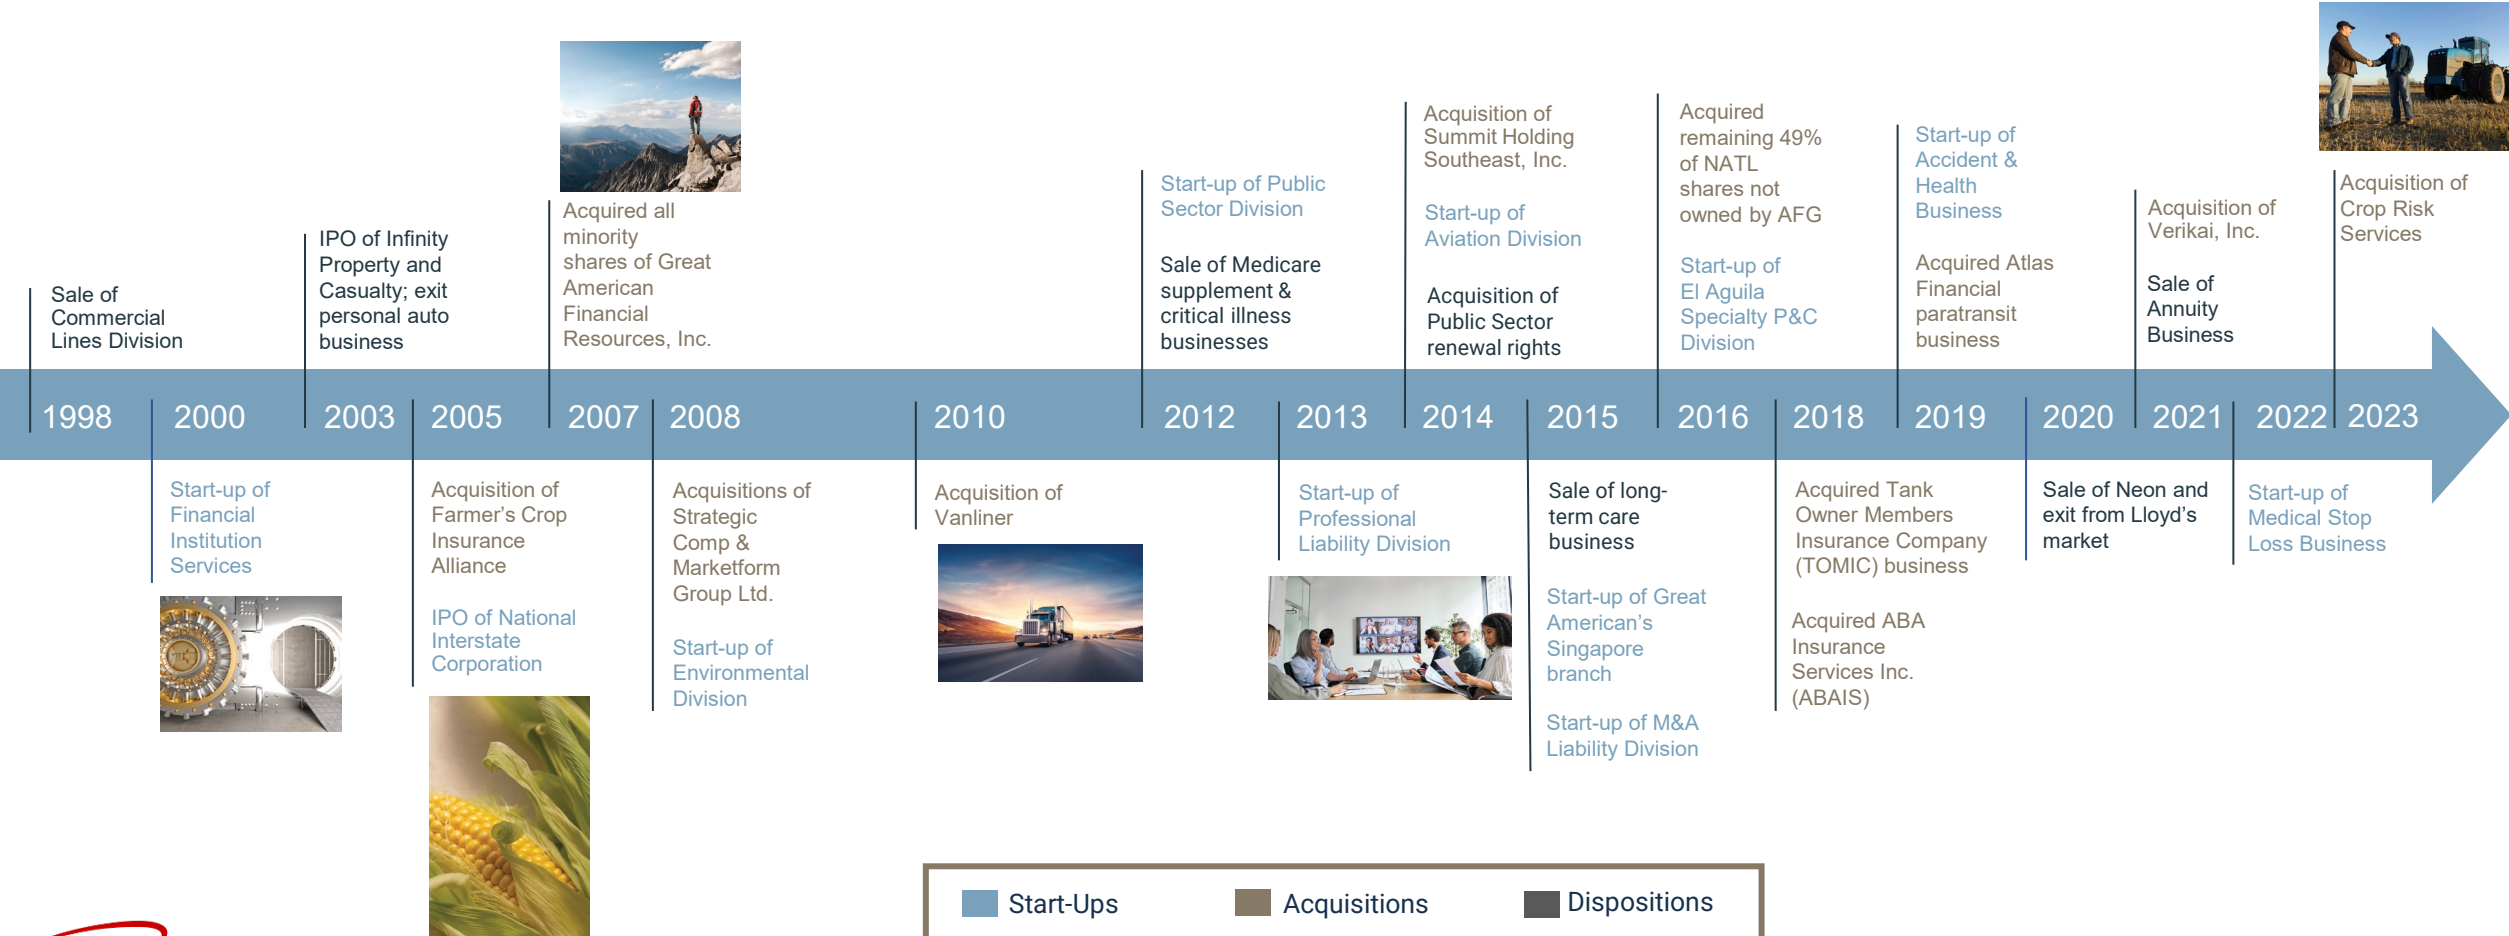 Sale of
Commercial
Lines Division
IPO of Infinity
Property and
Casualty; exit
personal auto
business
Acquired all
minority
shares of Great
American
Financial
Resources, Inc.
Start-up of Public
Sector Division
Sale of Medicare
supplement &
critical illness
businesses
Acquisition of
Summit Holding
Southeast, Inc.
Start-up of
Aviation Division
Acquisition of
Public Sector
renewal rights
Acquired
remaining 49%
of NATL
shares not
owned by AFG
Start-up of
El Aguila
Specialty P&C
Division
Start-up of
Accident &
Health
Business
Acquired Atlas
Financial
paratransit
business
Acquisition of
Verikai, Inc.
Sale of
Annuity
Business
Acquisition of
Crop Risk
Services
1998 2000 2003 2005 2007 2008 2010 2012 2013 2014 2015 2016 2018 2019 2020 2021 2022 2023
Start-up of
Financial
Institution
Services
Acquisition of
Farmer’s Crop
Insurance
Alliance
IPO of National
Interstate
Corporation
Acquisitions of
Strategic
Comp &
Marketform
Group Ltd.
Start-up of
Environmental
Division
Acquisition of
Vanliner
Start-up of
Professional
Liability Division
Sale of long-
term care
business
Start-up of Great
American’s
Singapore
branch
Start-up of M&A
Liability Division
Acquired Tank
Owner Members
Insurance Company
(TOMIC) business
Acquired ABA
Insurance
Services Inc.
(ABAIS)
Sale of Neon and
exit from Lloyd’s
market
Start-up of
Medical Stop
Loss Business
Start-Ups Acquisitions Dispositions